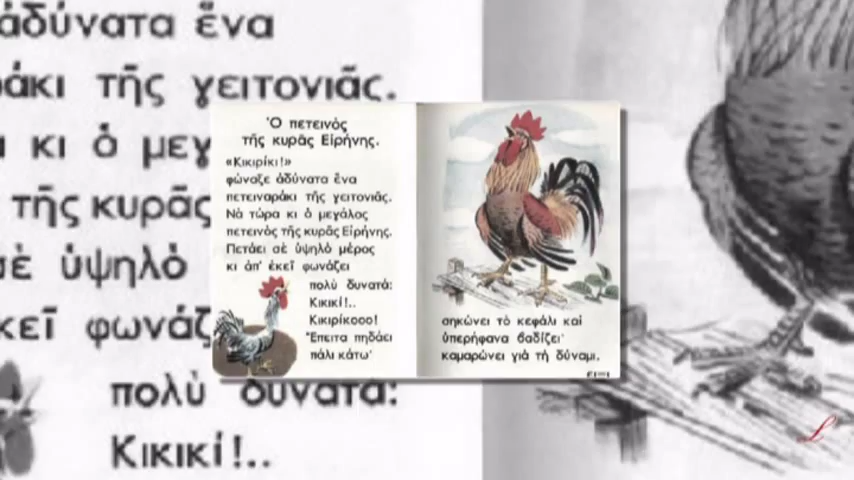 Ὁ πετεινὸς
τῆς κυρᾶς Εἰρήνης.
«Κικιρίκι!»
φώναξε ἀδύνατα ἕνα
πετειναράκι τῆς γειτονιᾶς.
Νὰ τώρα κι ὁ μεγάλος
πετεινὸς τῆς κυρᾶς Εἰρήνης.
Πετάει σὲ ὑψηλὸ μέρος
κι ἀπ' ἐκεῖ φωνάζει
πολὺ δυνατά:
Κικικί!..
Κικιρίκοοο!
Ἔπειτα πηδάει
πάλι κάτω·
σηκώνει τὸ κεφάλι καὶ
ὑπερήφανα βαδίζει·
καμαρώνει γιὰ τὴ δύναμι.
ἀδύνατα ἕνα
άκι τῆς γειτονιᾶς.
κι ὁ μεγ
τῆς κυρᾶς
σὲ ὑψηλὸ
κεῖ φωνάζ
πολὺ δυνατά:
Κικικί!..